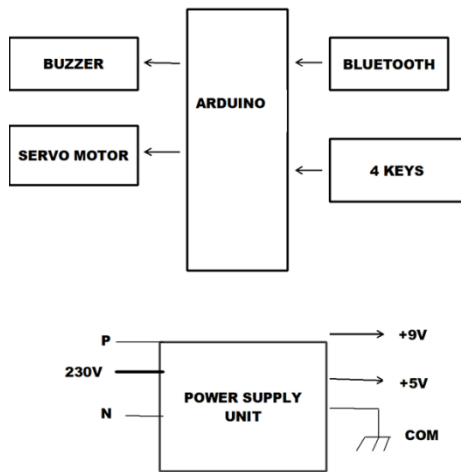 BUZZER
BLUETOOTH
ARDUINO
SERVO MOTOR
4 KEYS
P
+9V
230V
+5V
POWER SUPPLY
UNIT
N
COM